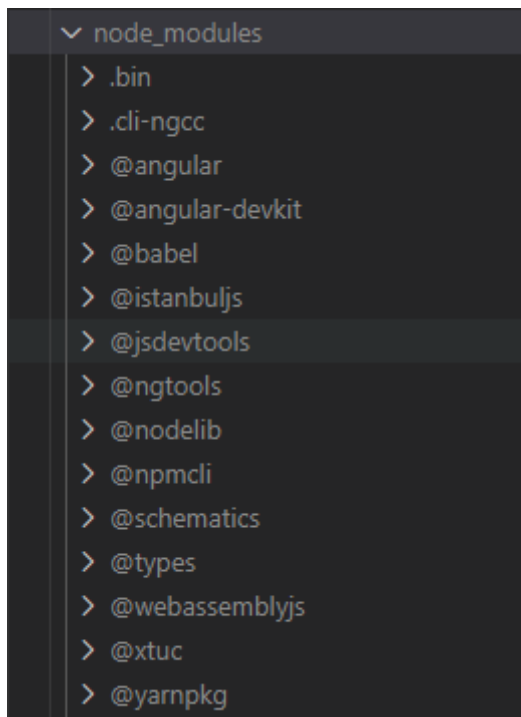 node_modules
.bin
.cli-ngcc
@angular
@angular-devkit
@babel
@istanbuljs
@jsdevtools
@ngtools
@nodelib
@npmcli
@schematics
@types
@webassemblyjs
@xtuc
@yarnpkg